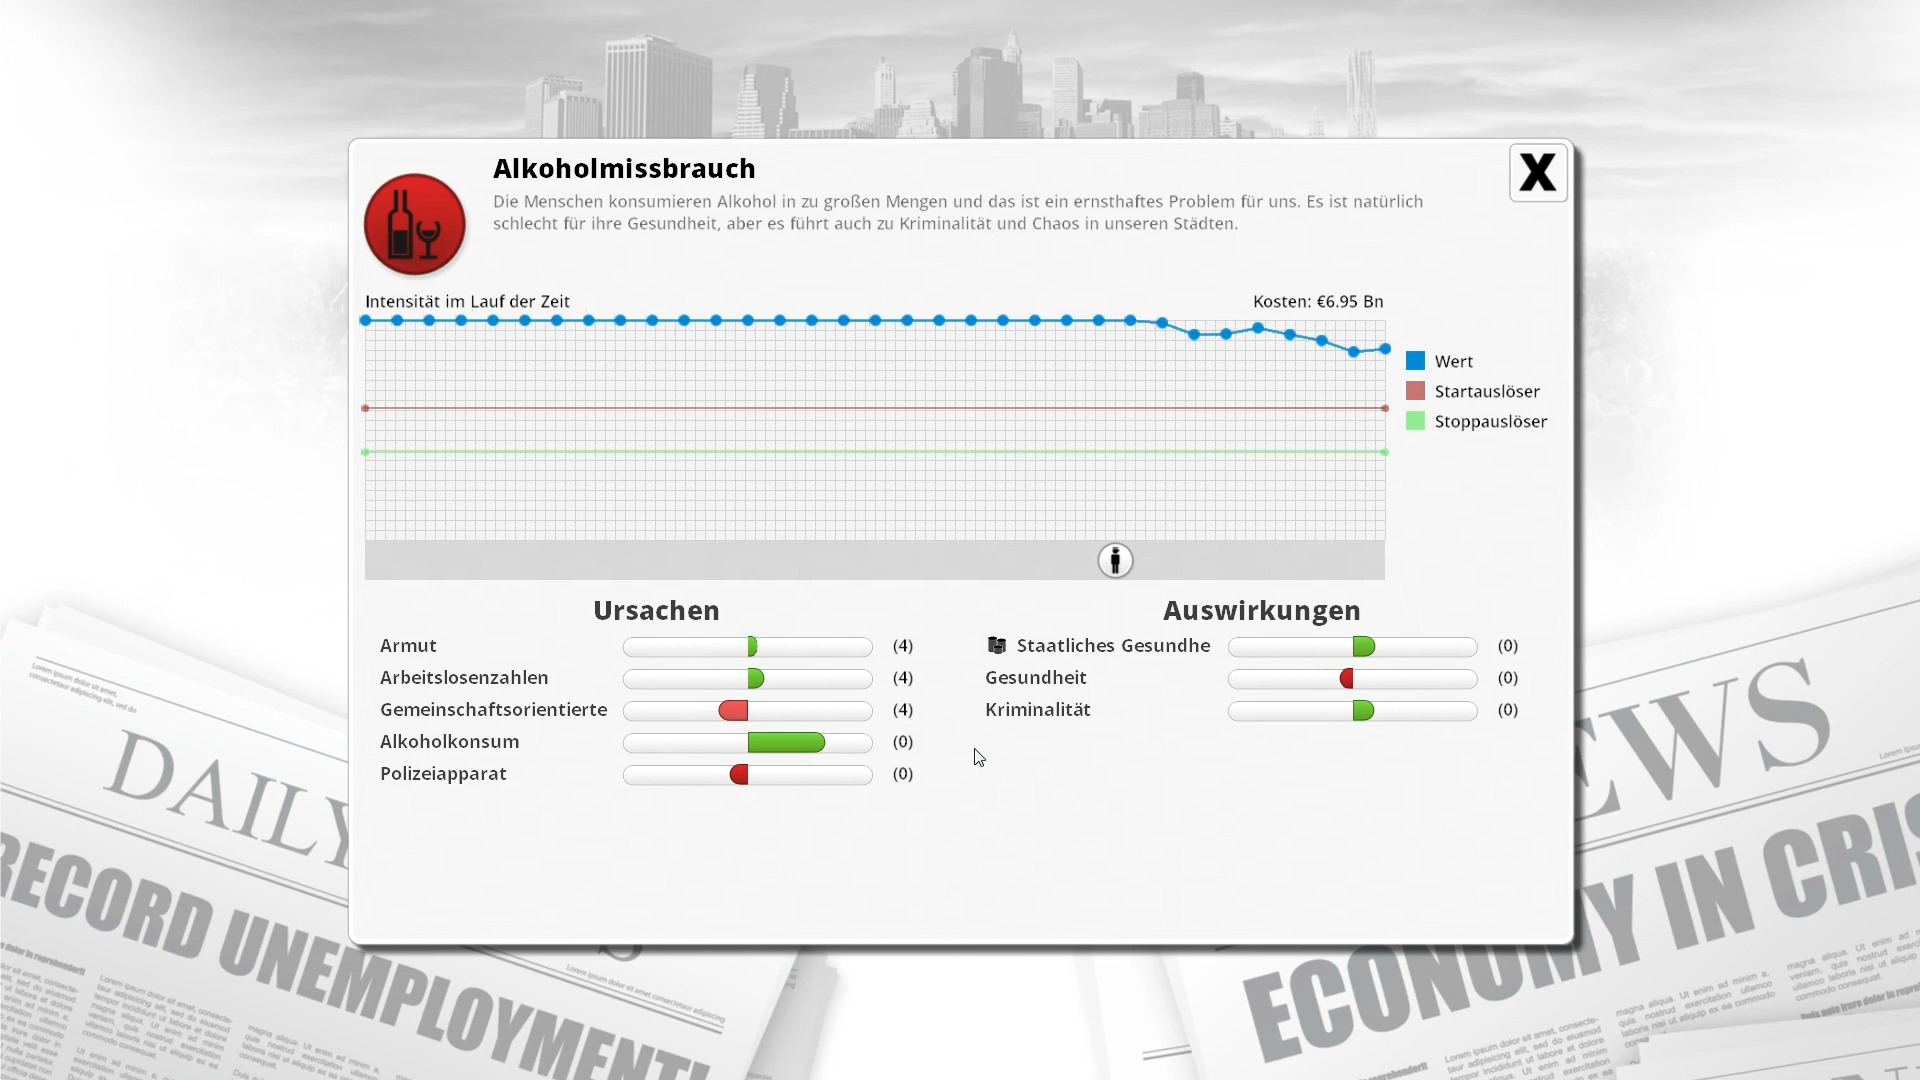 Alkoholmissbrauch
X
Die Menschen konsumieren Alkohol in zu großen Mengen und das ist ein ernsthaftes Problem für uns. Es ist natürlich
schlecht für ihre Gesundheit, aber es führt auch zu Kriminalität und Chaos in unseren Städten.
Intensität im Lauf der Zeit
Kosten: €6.95 Bn
Wert
Startauslöser
Stoppauslöser
Ursachen
Armut (4)
Arbeitslosenzahlen (4)
Gemeinschaftsorientierte (4)
Alkoholkonsum (0)
Polizeiapparat (0)
Auswirkungen
Staatliches Gesundhe (0)
Gesundheit (0)
Kriminalität (0)
DAILY
RECORD UNEMPLOYMENT!
EWS
ECONOMY IN CRIS